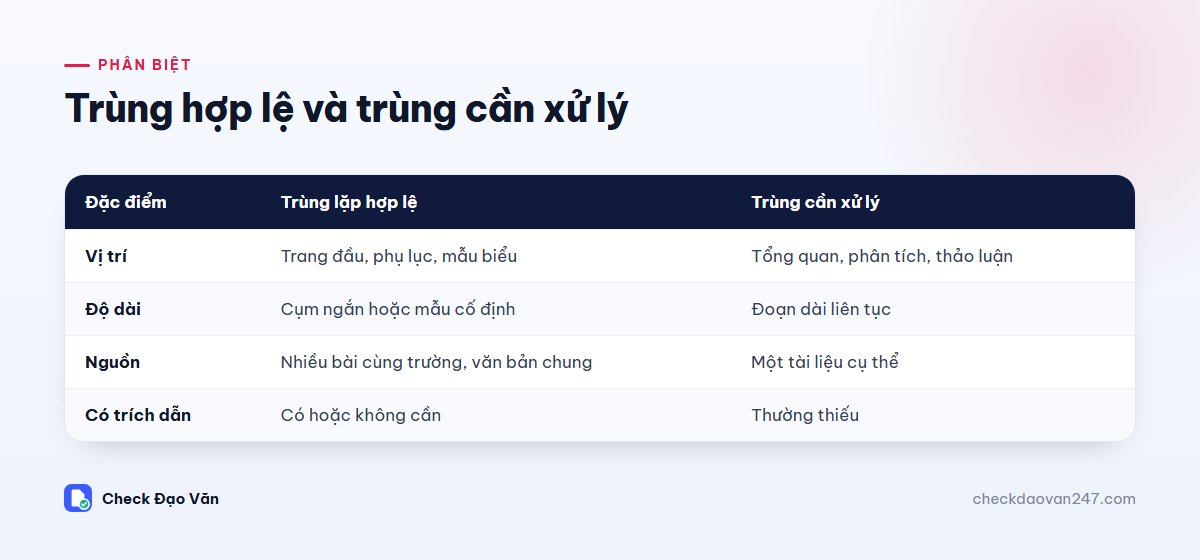 PHÂN BIỆT
Trùng hợp lệ và trùng cần xử lý
Đặc điểm Trùng lặp hợp lệ Trùng cần xử lý
Vị trí Trang đầu, phụ lục, mẫu biểu Tổng quan, phân tích, thảo luận
Độ dài Cụm ngắn hoặc mẫu cố định Đoạn dài liên tục
Nguồn Nhiều bài cùng trường, văn bản chung Một tài liệu cụ thể
Có trích dẫn Có hoặc không cần Thường thiếu
Check Đạo Văn checkdaovan247.com